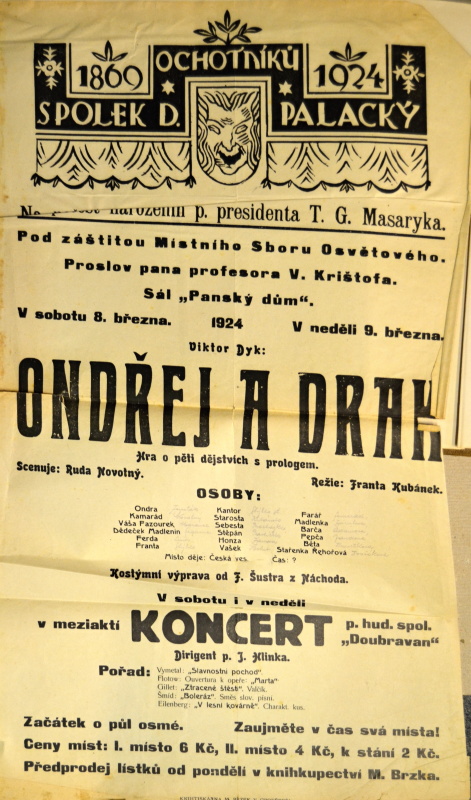 1869 OCHOTNÍKŮ 1924
SPOLEK D. PALACKÝ
narozenin p. presidenta T. G. Masaryka.
Pod záštitou Místního Sboru Osvětového.
Proslov pana profesora V. Krištofa.
Sál „Panský dům“.
V sobotu 8. března. 1924 V neděli 9. března.
Viktor Dyk:
ONDŘEJ A DRAK
Hra o pěti dějstvích s prologem.
Scenuje: Ruda Novotný. Režie: Franta Kubánek.
OSOBY:
Ondra Kantor Farář
Kamarád Starosta Madlenka
Váša Pazourek Šebesta Barča
Dědeček Madlenin Štěpán Pepča
Ferda Honza Běta
Franta Vašek Stařenka Řehořová
Místo děje: Česká ves. Čas: ?
Kostýmní výprava od F. Šustra z Náchoda.
V sobotu i v neděli
v meziaktí KONCERT p. hud. spol. „Doubravan“
Dirigent p. J. Hlinka.
Pořad: Vymetal: „Slavnostní pochod“.
Flotow: Ouvertura k opeře: „Marta“
Gillet: „Ztracené štěstí“. Valčík.
Šmíd: „Boleráz“. Směs slov. písní.
Eilenberg: „V lesní kovárně“. Charakt. kus.
Začátek o půl osmé. Zaujměte v čas svá místa!
Ceny míst: I. místo 6 Kč, II. místo 4 Kč, k stání 2 Kč.
Předprodej lístků od pondělí v knihkupectví M. Brzka.